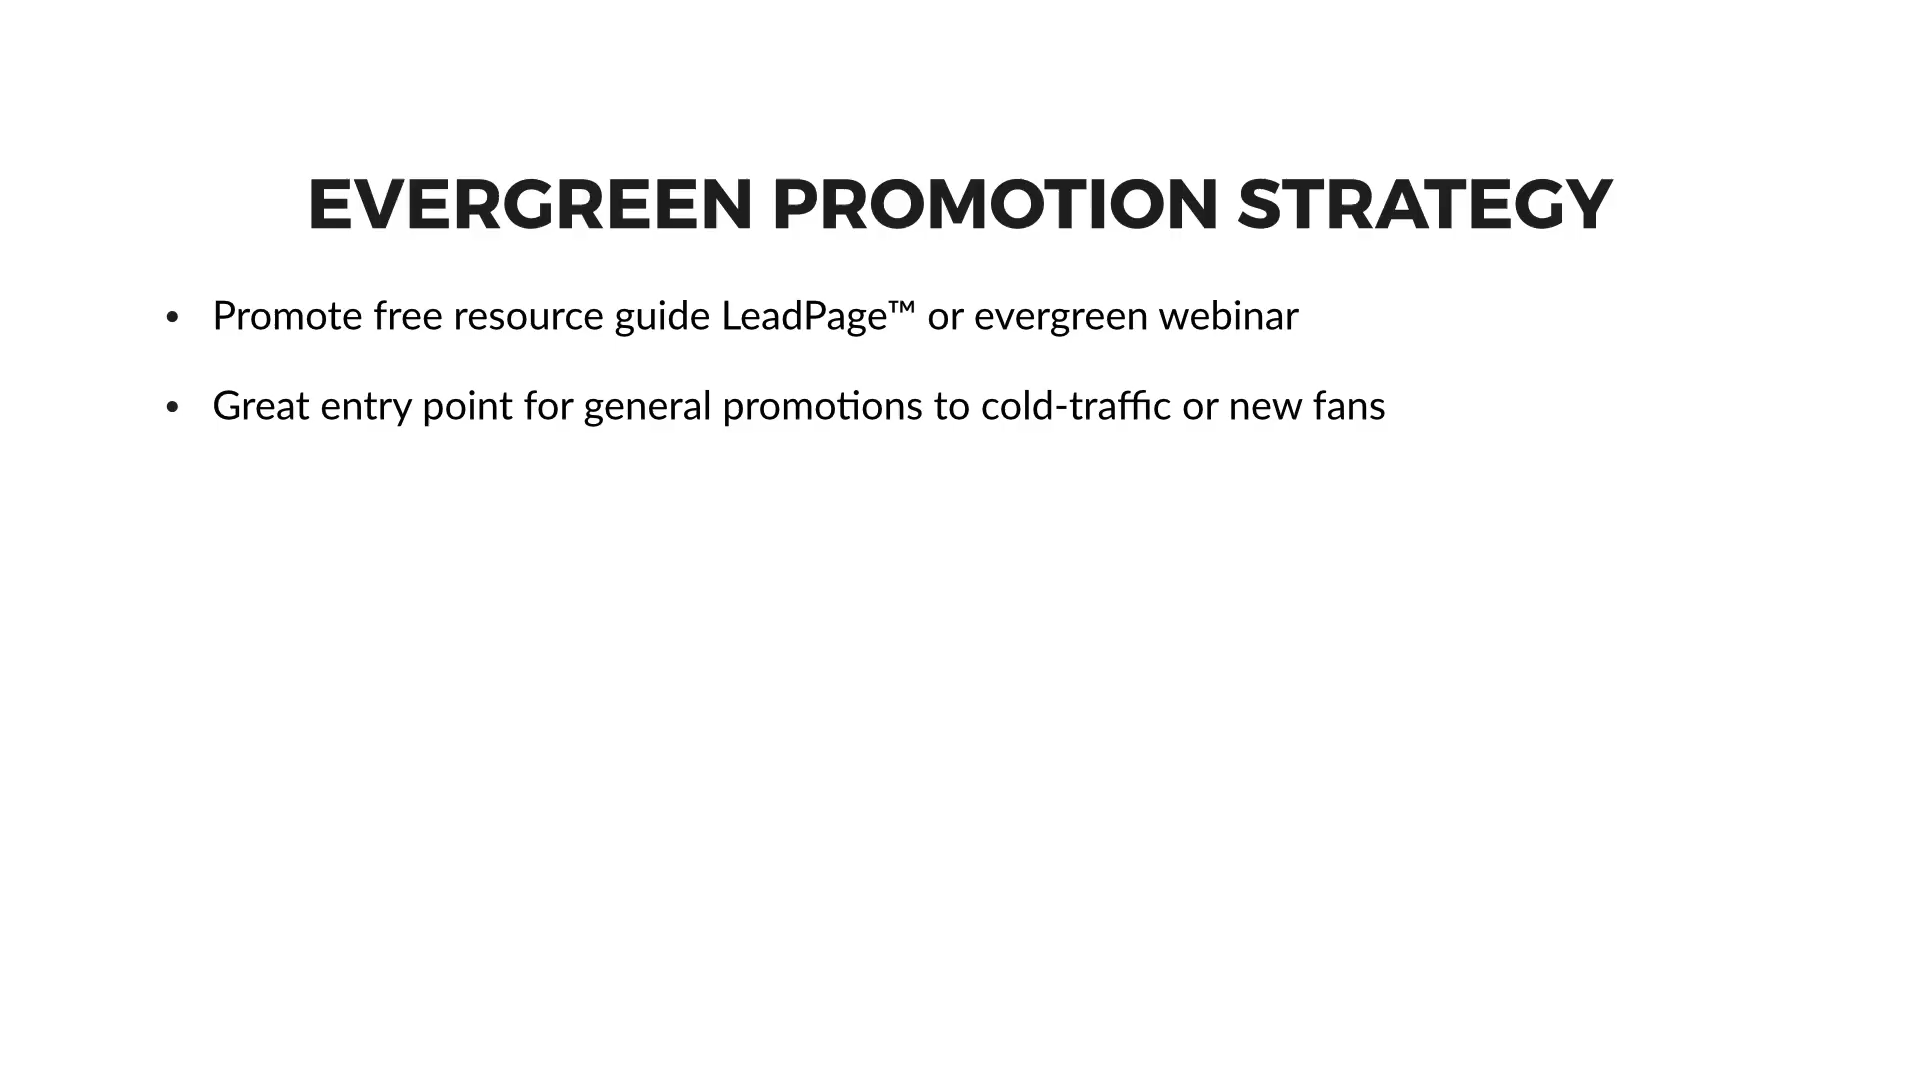 EVERGREEN PROMOTION STRATEGY
• Promote free resource guide LeadPage™ or evergreen webinar
• Great entry point for general promotions to cold-traffic or new fans